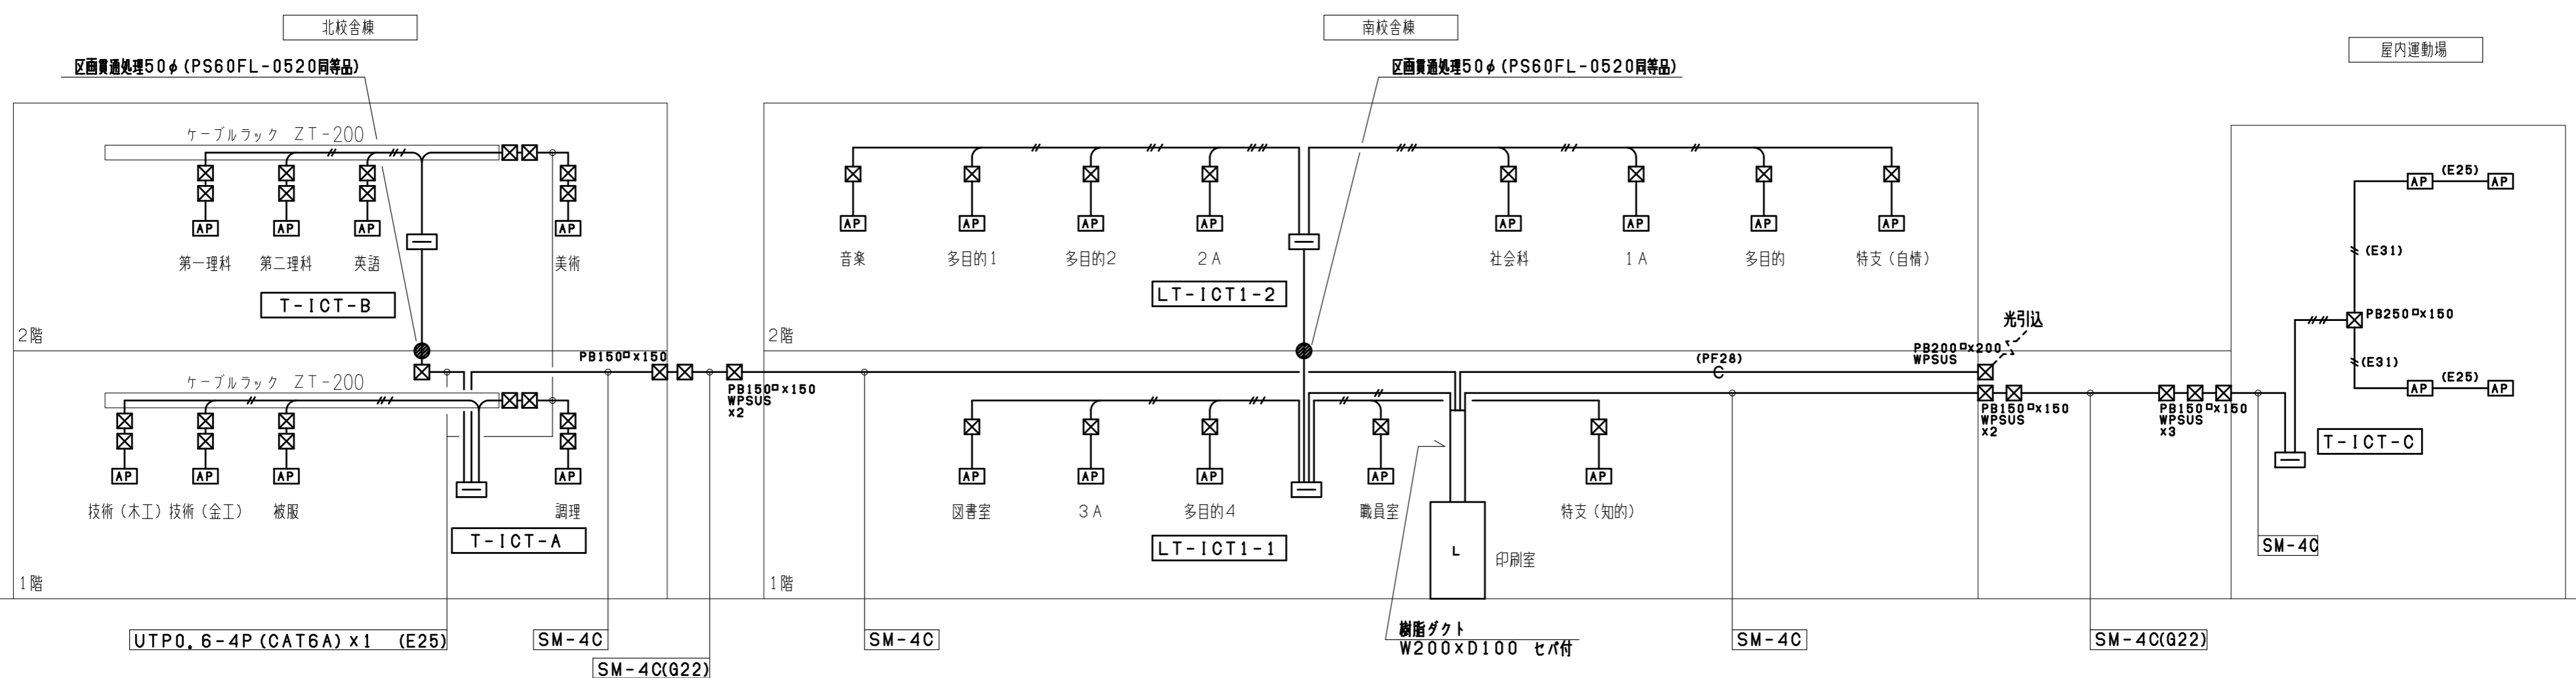 北校舎棟
南校舎棟
屋内運動場
区画貫通処理50φ(PS60FL-0520同等品)
区画貫通処理50φ(PS60FL-0520同等品)
ケーブルラック ZT-200
AP
AP
AP
AP
第一理科
第二理科
英語
美術
T-ICT-B
2階
AP
AP
AP
AP
AP
AP
AP
AP
音楽
多目的1
多目的2
2A
社会科
1A
多目的
特支(自情)
LT-ICT1-2
2階
AP
(E25)
AP
(E31)
PB250□x150
(E31)
AP
(E25)
AP
T-ICT-C
光引込
PB200□x200
WPSUS
(PF28)
C
PB150□x150
PB150□x150
WPSUS
x2
PB150□x150
WPSUS
x2
PB150□x150
WPSUS
x3
ケーブルラック ZT-200
AP
AP
AP
AP
技術(木工)
技術(金工)
被服
調理
T-ICT-A
1階
AP
AP
AP
AP
AP
図書室
3A
多目的4
職員室
特支(知的)
LT-ICT1-1
L
印刷室
1階
SM-4C
UTP0.6-4P(CAT6A)x1 (E25)
SM-4C
SM-4C(G22)
SM-4C
樹脂ダクト
W200×D100 セパ付
SM-4C
SM-4C(G22)